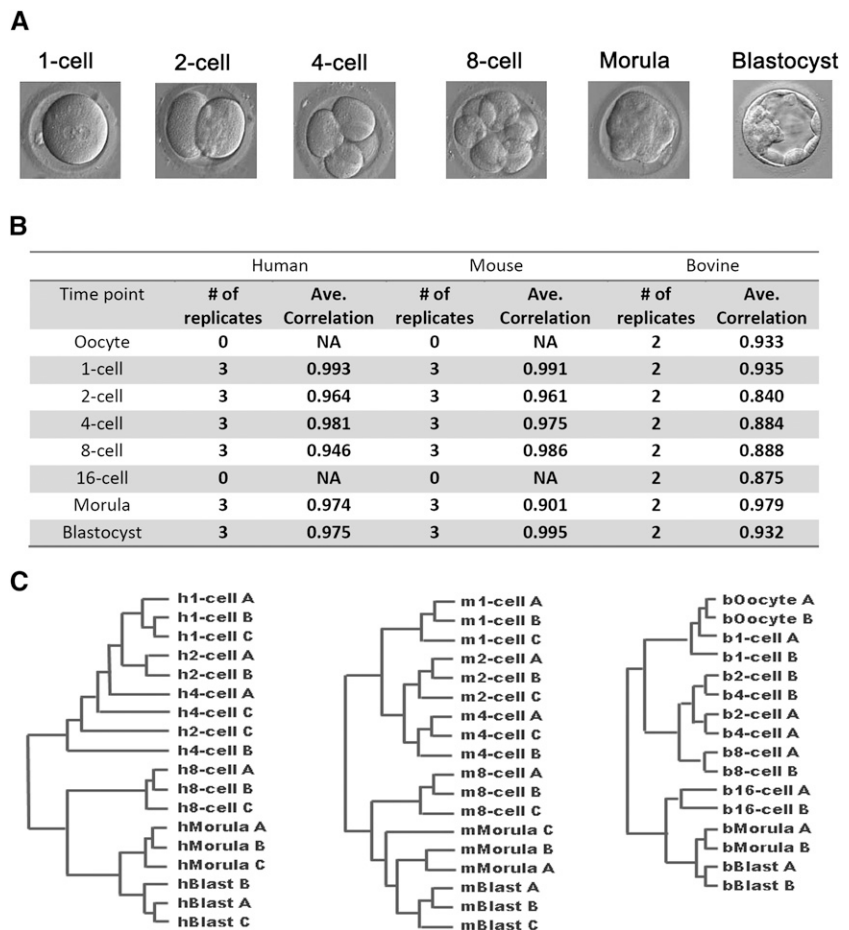 A
1-cell 2-cell 4-cell 8-cell Morula Blastocyst
B
Human Mouse Bovine
Time point # of replicates Ave. Correlation # of replicates Ave. Correlation # of replicates Ave. Correlation
Oocyte 0 NA 0 NA 2 0.933
1-cell 3 0.993 3 0.991 2 0.935
2-cell 3 0.964 3 0.961 2 0.840
4-cell 3 0.981 3 0.975 2 0.884
8-cell 3 0.946 3 0.986 2 0.888
16-cell 0 NA 0 NA 2 0.875
Morula 3 0.974 3 0.901 2 0.979
Blastocyst 3 0.975 3 0.995 2 0.932
C
h1-cell A
h1-cell B
h1-cell C
h2-cell A
h2-cell B
h4-cell A
h4-cell C
h2-cell C
h4-cell B
h8-cell A
h8-cell B
h8-cell C
hMorula A
hMorula B
hMorula C
hBlast B
hBlast A
hBlast C
m1-cell A
m1-cell B
m1-cell C
m2-cell A
m2-cell B
m2-cell C
m4-cell A
m4-cell C
m4-cell B
m8-cell A
m8-cell B
m8-cell C
mMorula C
mMorula B
mMorula A
mBlast A
mBlast B
mBlast C
bOocyte A
bOocyte B
b1-cell A
b1-cell B
b2-cell B
b4-cell B
b2-cell A
b4-cell A
b8-cell A
b8-cell B
b16-cell A
b16-cell B
bMorula A
bMorula B
bBlast A
bBlast B